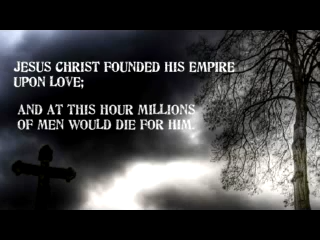 JESUS CHRIST FOUNDED HIS EMPIRE
UPON LOVE;
AND AT THIS HOUR MILLIONS
OF MEN WOULD DIE FOR HIM.